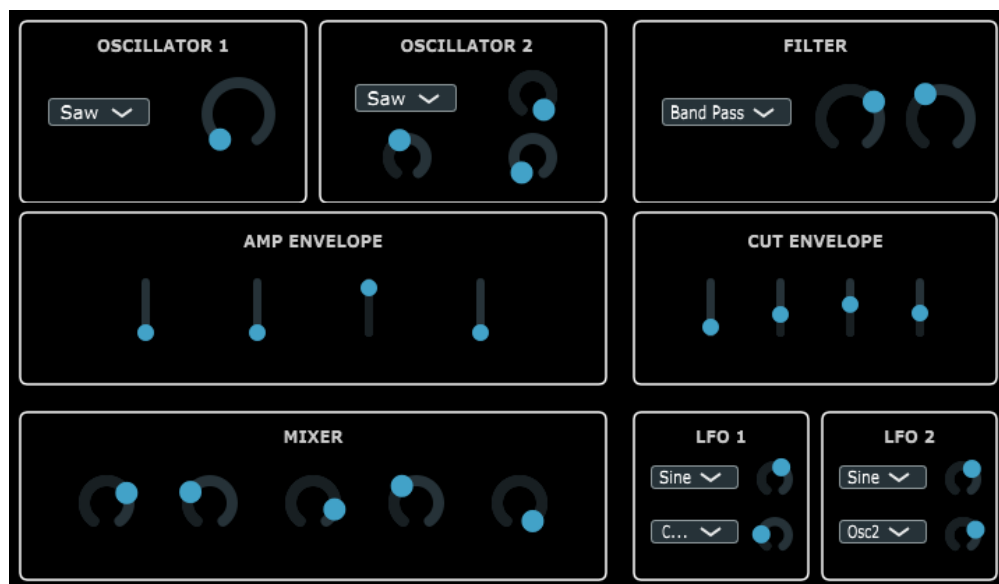 OSCILLATOR 1
Saw
OSCILLATOR 2
Saw
FILTER
Band Pass
AMP ENVELOPE
CUT ENVELOPE
MIXER
LFO 1
Sine
C...
LFO 2
Sine
Osc2